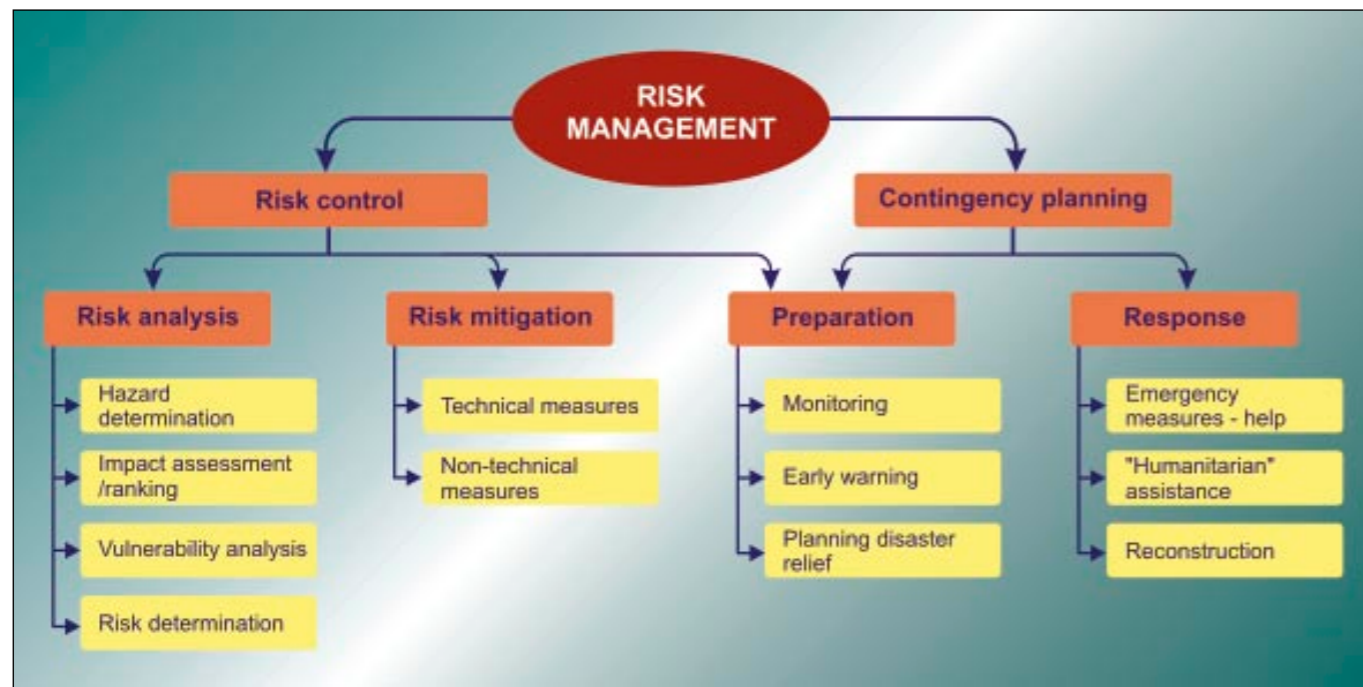 RISK
MANAGEMENT
Risk control
Contingency planning
Risk analysis
Risk mitigation
Preparation
Response
Hazard
determination
Impact assessment
/ranking
Vulnerability analysis
Risk determination
Technical measures
Non-technical
measures
Monitoring
Early warning
Planning disaster
relief
Emergency
measures - help
"Humanitarian"
assistance
Reconstruction